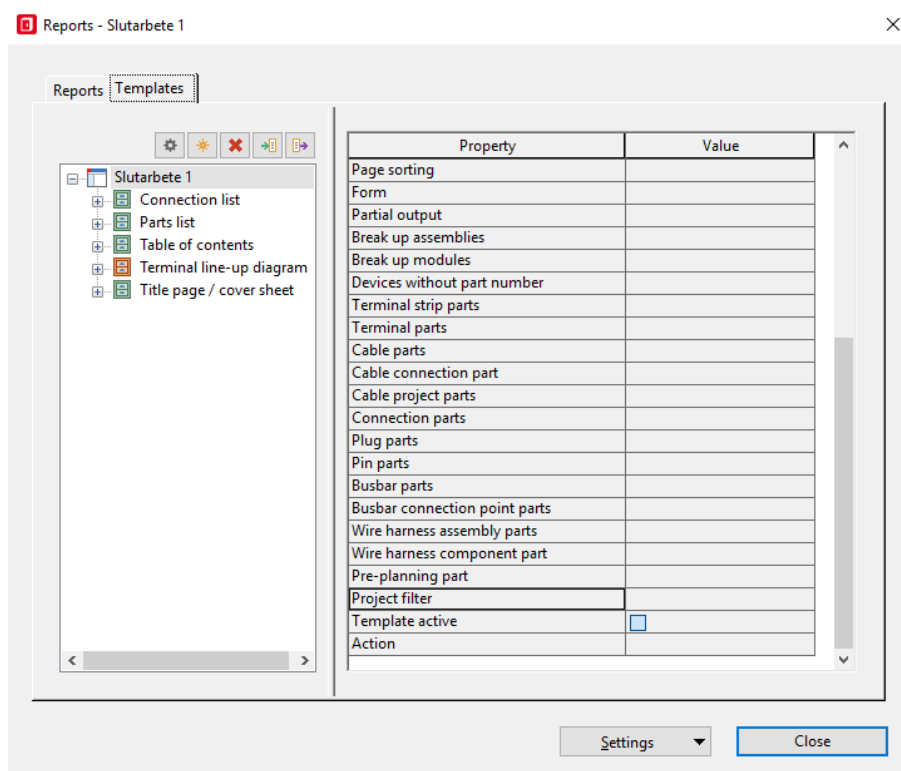 Reports - Slutarbete 1
Reports Templates
Slutarbete 1
Connection list
Parts list
Table of contents
Terminal line-up diagram
Title page / cover sheet
Property Value
Page sorting
Form
Partial output
Break up assemblies
Break up modules
Devices without part number
Terminal strip parts
Terminal parts
Cable parts
Cable connection part
Cable project parts
Connection parts
Plug parts
Pin parts
Busbar parts
Busbar connection point parts
Wire harness assembly parts
Wire harness component part
Pre-planning part
Project filter
Template active
Action
Settings Close